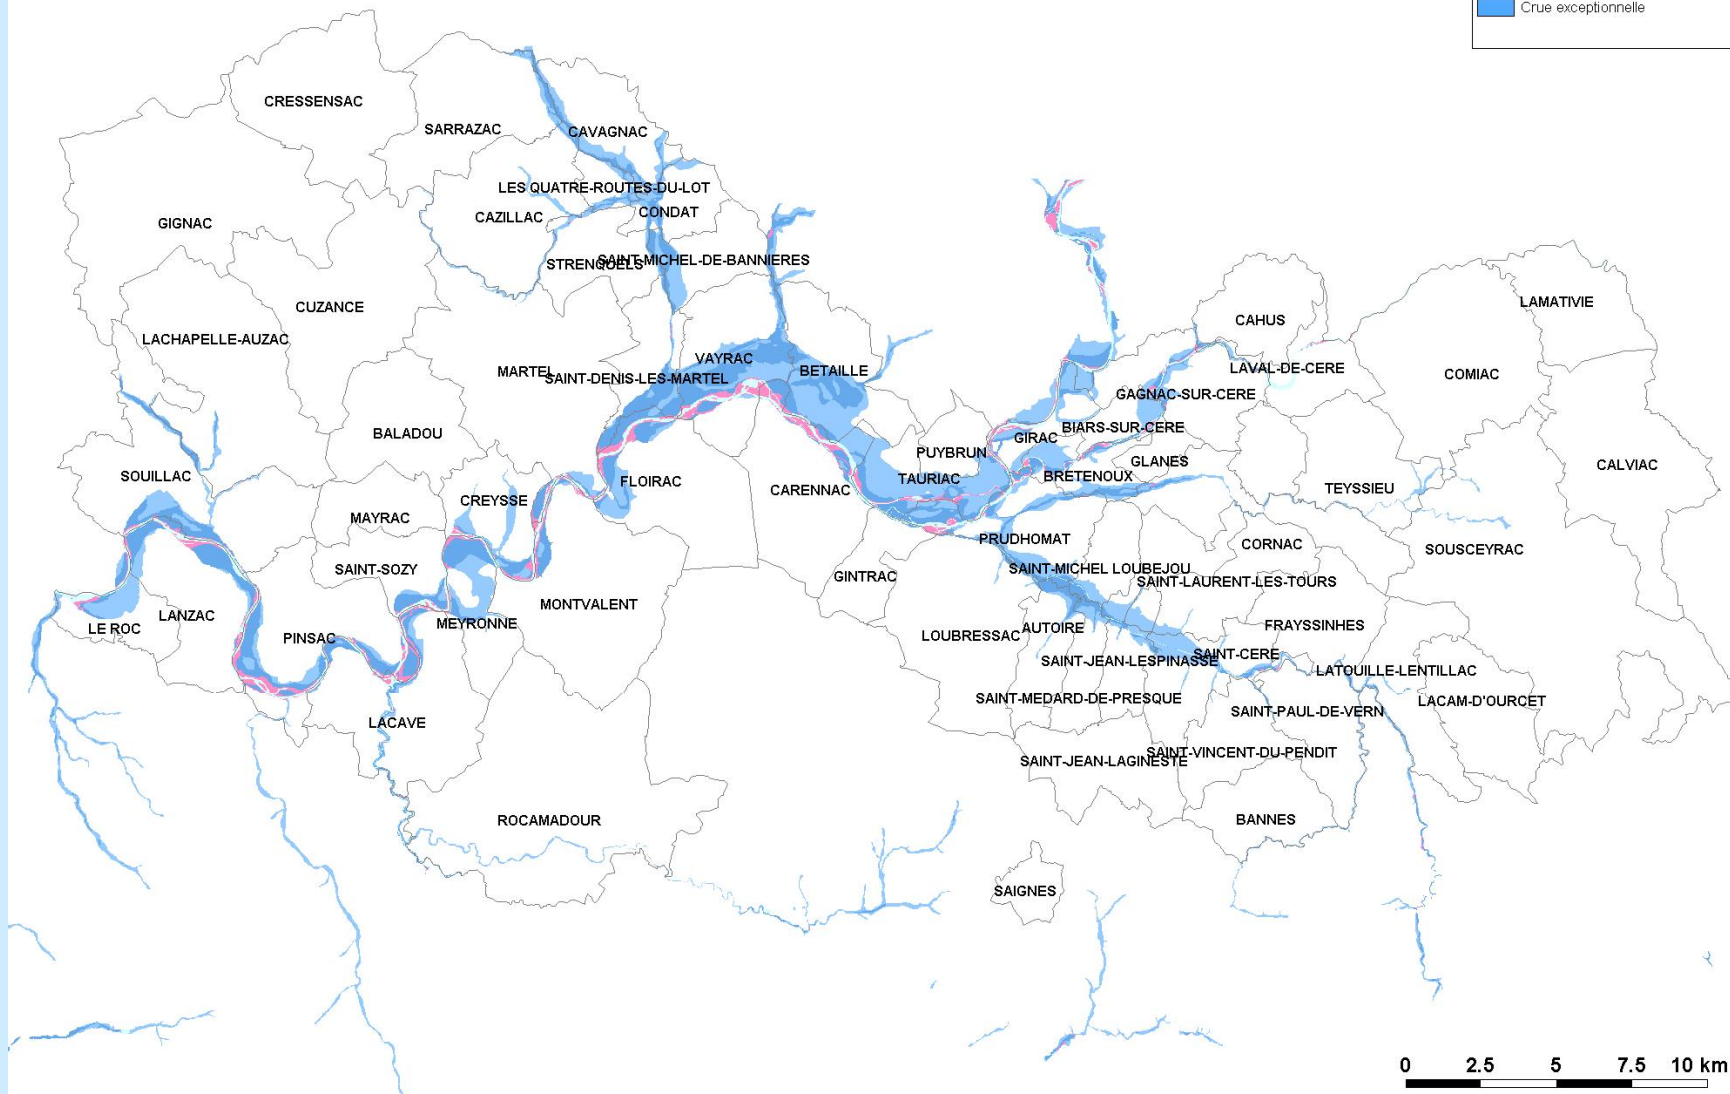 Crue exceptionnelle
CRESSENSAC
SARRAZAC
CAVAGNAC
LES QUATRE-ROUTES-DU-LOT
CONDAT
CAZILLAC
GIGNAC
SAINT-MICHEL-DE-BANNIERES
STRENQUELS
CUZANCE
LAMATIVIE
CAHUS
LACHAPELLE-AUZAC
VAYRAC
LAVAL-DE-CERE
MARTEL
SAINT-DENIS-LES-MARTEL
BETAILLE
COMIAC
GAGNAC-SUR-CERE
BIARS-SUR-CERE
BALADOU
GIRAC
PUYBRUN
GLANES
CALVIAC
SOUILLAC
FLOIRAC
TAURIAC
BRETENOUX
CARENNAC
TEYSSIEU
CREYSSE
MAYRAC
PRUDHOMAT
CORNAC
SOUSCEYRAC
SAINT-SOZY
SAINT-MICHEL LOUBEJOU
GINTRAC
SAINT-LAURENT-LES-TOURS
MONTVALENT
LANZAC
LE ROC
MEYRONNE
AUTOIRE
FRAYSSINHES
PINSAC
LOUBRESSAC
SAINT-CERE
SAINT-JEAN-LESPINASSE
LATOUILLE-LENTILLAC
SAINT-MEDARD-DE-PRESQUE
LACAM-D'OURCET
SAINT-PAUL-DE-VERN
LACAVE
SAINT-VINCENT-DU-PENDIT
SAINT-JEAN-LAGINESTE
ROCAMADOUR
BANNES
SAIGNES
0 2.5 5 7.5 10 km